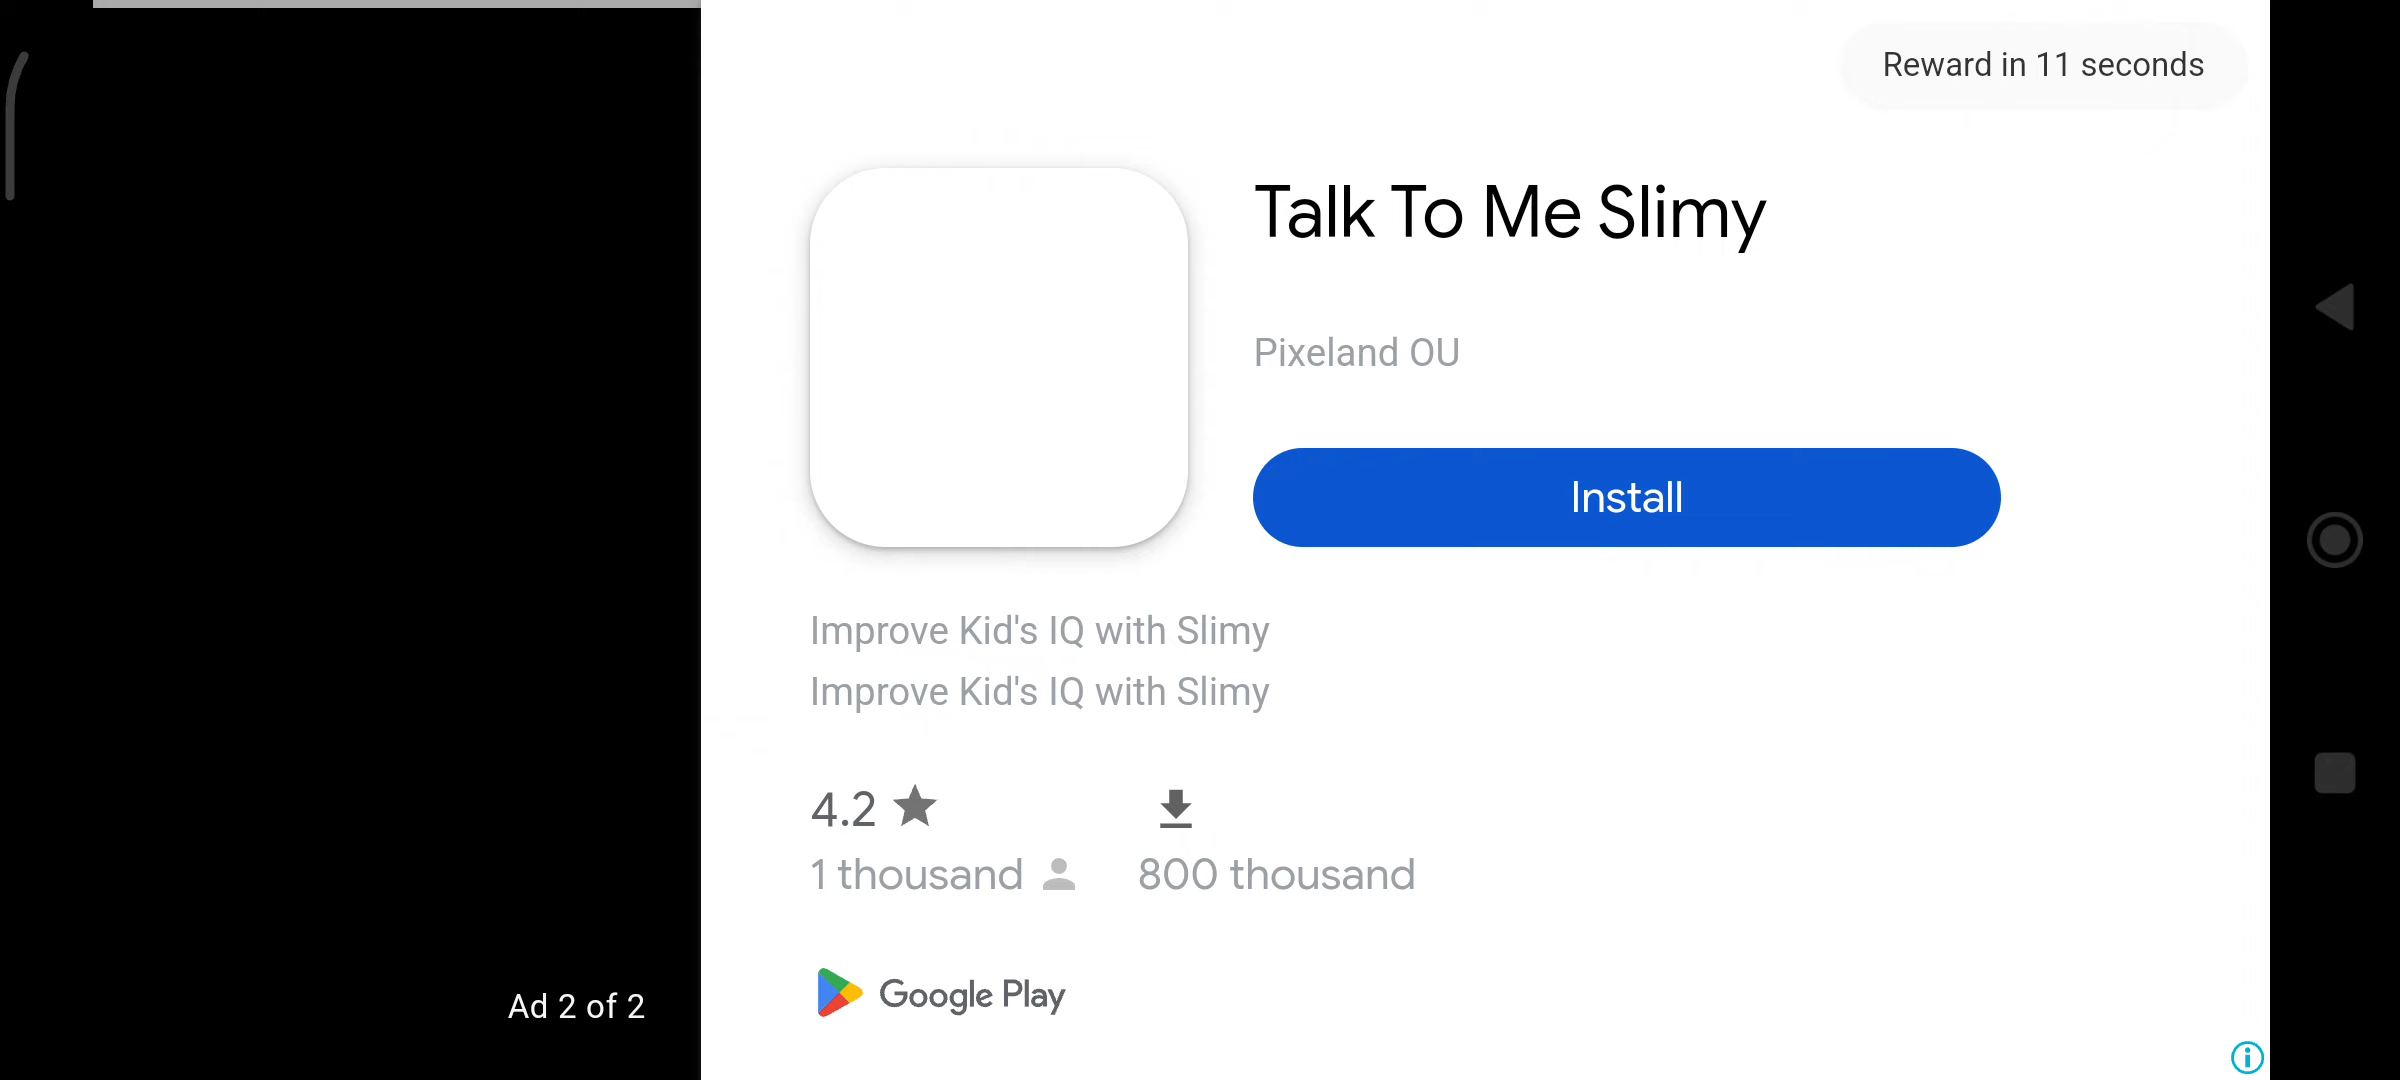 Reward in 11 seconds
Talk To Me Slimy
Pixeland OU
Install
Improve Kid's IQ with Slimy
Improve Kid's IQ with Slimy
4.2
1 thousand
800 thousand
Google Play
Ad 2 of 2